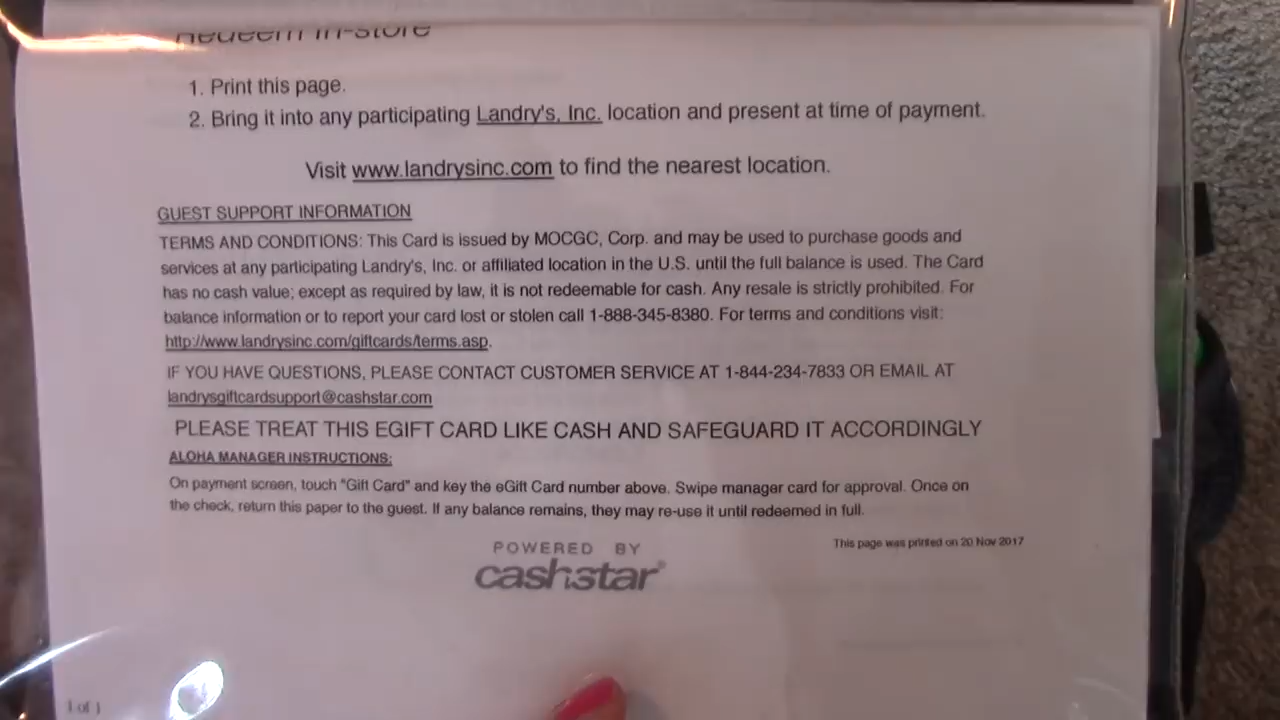 Redeem in-store
1. Print this page.
2. Bring it into any participating Landry's, Inc. location and present at time of payment.
Visit www.landrysinc.com to find the nearest location.
GUEST SUPPORT INFORMATION
TERMS AND CONDITIONS: This Card is issued by MOCGC, Corp. and may be used to purchase goods and
services at any participating Landry's, Inc. or affiliated location in the U.S. until the full balance is used. The Card
has no cash value; except as required by law, it is not redeemable for cash. Any resale is strictly prohibited. For
balance information or to report your card lost or stolen call 1-888-345-8380. For terms and conditions visit:
http://www.landrysinc.com/giftcards/terms.asp.
IF YOU HAVE QUESTIONS, PLEASE CONTACT CUSTOMER SERVICE AT 1-844-234-7833 OR EMAIL AT
landrysgiftcardsupport@cashstar.com
PLEASE TREAT THIS EGIFT CARD LIKE CASH AND SAFEGUARD IT ACCORDINGLY
ALOHA MANAGER INSTRUCTIONS:
On payment screen, touch "Gift Card" and key the eGift Card number above. Swipe manager card for approval. Once on
the check, return this paper to the guest. If any balance remains, they may re-use it until redeemed in full.
This page was printed on 20 Nov 2017
POWERED BY
cashstar®
1 of 1